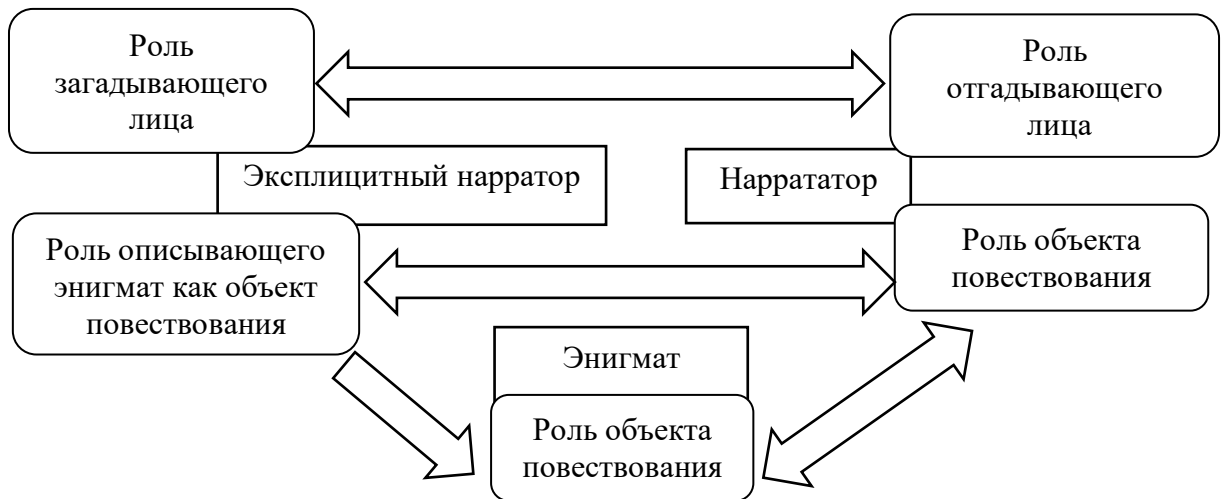 Роль
загадывающего
лица
Роль
отгадывающего
лица
Эксплицитный нарратор
Наррататор
Роль описывающего
энигмат как объект
повествования
Роль объекта
повествования
Энигмат
Роль объекта
повествования